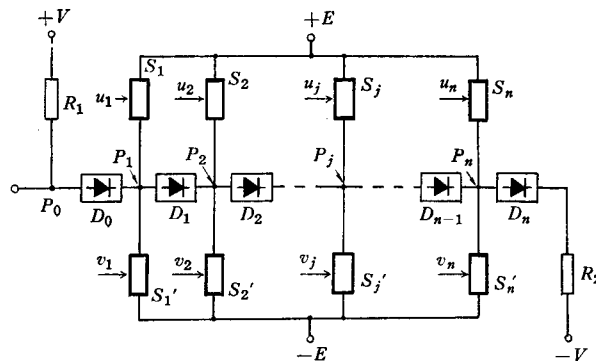 +V
+E
R₁
S₁
S₂
Sⱼ
Sₙ
u₁
u₂
uⱼ
uₙ
P₀
P₁
P₂
Pⱼ
Pₙ
D₀
D₁
D₂
Dₙ₋₁
Dₙ
v₁
v₂
vⱼ
vₙ
S₁′
S₂′
Sⱼ′
Sₙ′
R₂
−E
−V